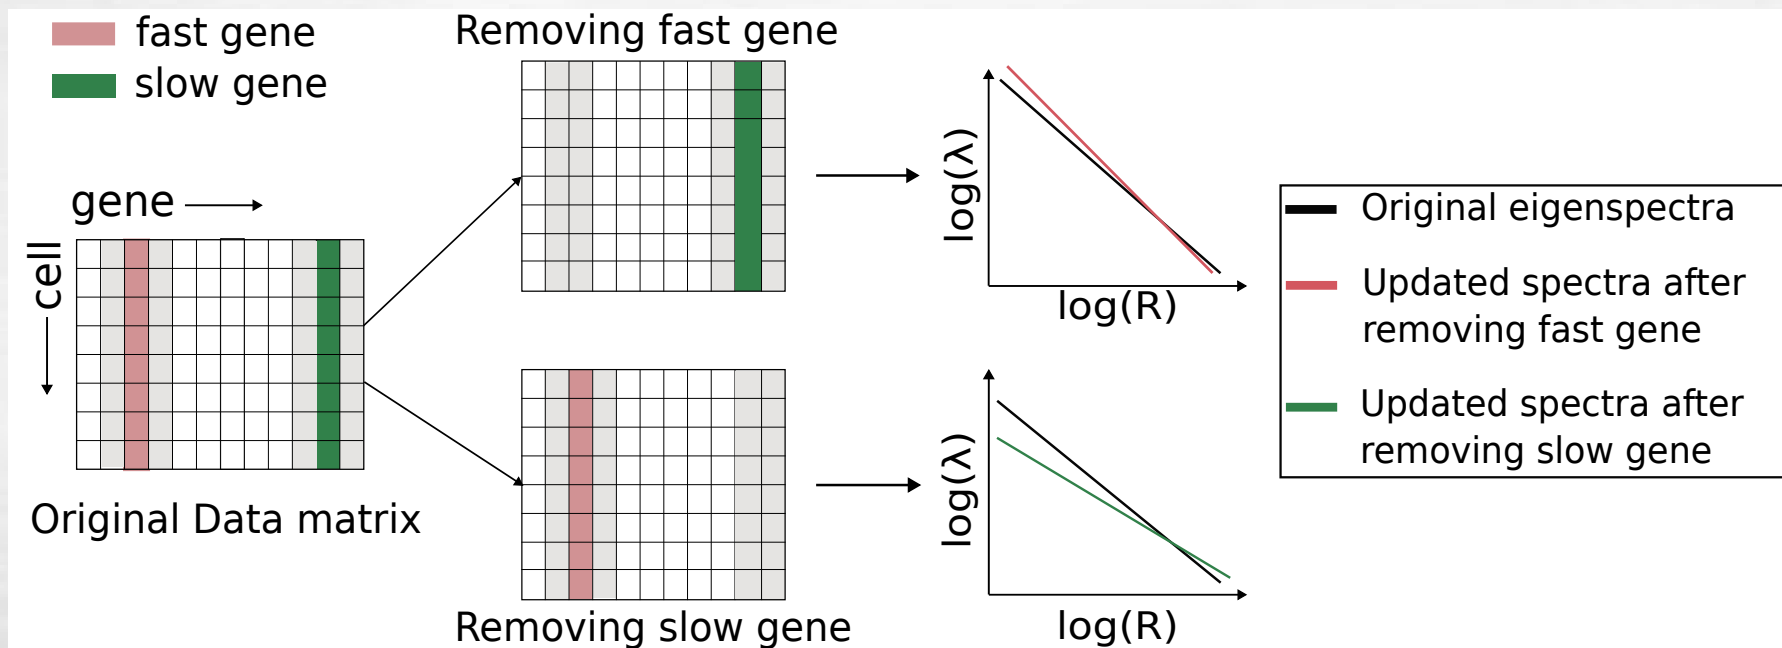 fast gene
slow gene
Removing fast gene
gene
cell
Original Data matrix
Removing slow gene
log(λ)
log(R)
log(λ)
log(R)
Original eigenspectra
Updated spectra after
removing fast gene
Updated spectra after
removing slow gene